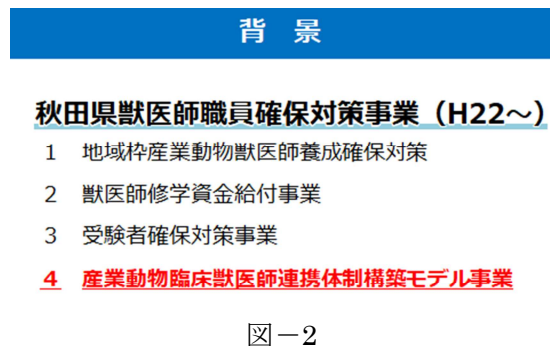 背 景
秋田県獣医師職員確保対策事業（H22～）
1 地域枠産業動物獣医師養成確保対策
2 獣医師修学資金給付事業
3 受験者確保対策事業
4 産業動物臨床獣医師連携体制構築モデル事業
図－2